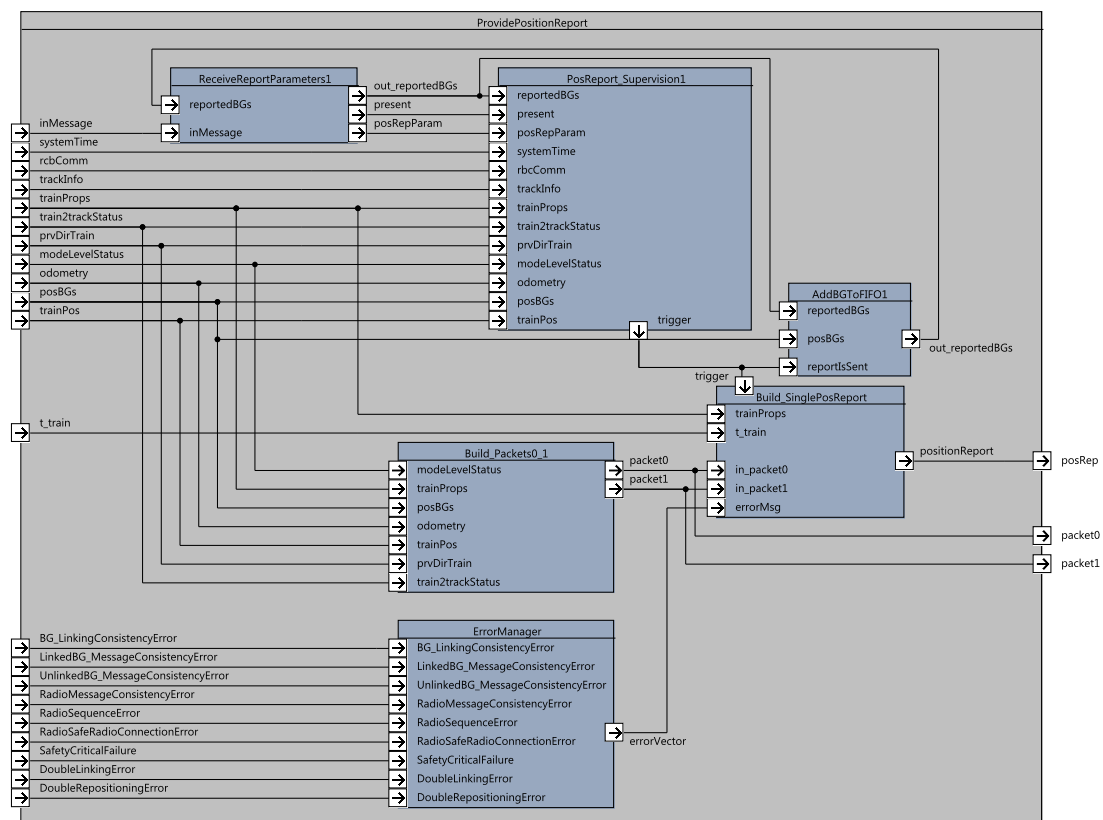 ProvidePositionReport
ReceiveReportParameters1
reportedBGs
inMessage
out_reportedBGs
present
posRepParam
PosReport_Supervision1
reportedBGs
present
posRepParam
systemTime
rbcComm
trackInfo
trainProps
train2trackStatus
prvDirTrain
modeLevelStatus
odometry
posBGs
trainPos
trigger
inMessage
systemTime
rcbComm
trackInfo
trainProps
train2trackStatus
prvDirTrain
modeLevelStatus
odometry
posBGs
trainPos
AddBGToFIFO1
reportedBGs
posBGs
reportIsSent
out_reportedBGs
trigger
Build_SinglePosReport
trainProps
t_train
in_packet0
in_packet1
errorMsg
positionReport
posRep
packet0
packet1
t_train
Build_Packets0_1
modeLevelStatus
trainProps
posBGs
odometry
trainPos
prvDirTrain
train2trackStatus
packet0
packet1
BG_LinkingConsistencyError
LinkedBG_MessageConsistencyError
UnlinkedBG_MessageConsistencyError
RadioMessageConsistencyError
RadioSequenceError
RadioSafeRadioConnectionError
SafetyCriticalFailure
DoubleLinkingError
DoubleRepositioningError
ErrorManager
BG_LinkingConsistencyError
LinkedBG_MessageConsistencyError
UnlinkedBG_MessageConsistencyError
RadioMessageConsistencyError
RadioSequenceError
RadioSafeRadioConnectionError
SafetyCriticalFailure
DoubleLinkingError
DoubleRepositioningError
errorVector